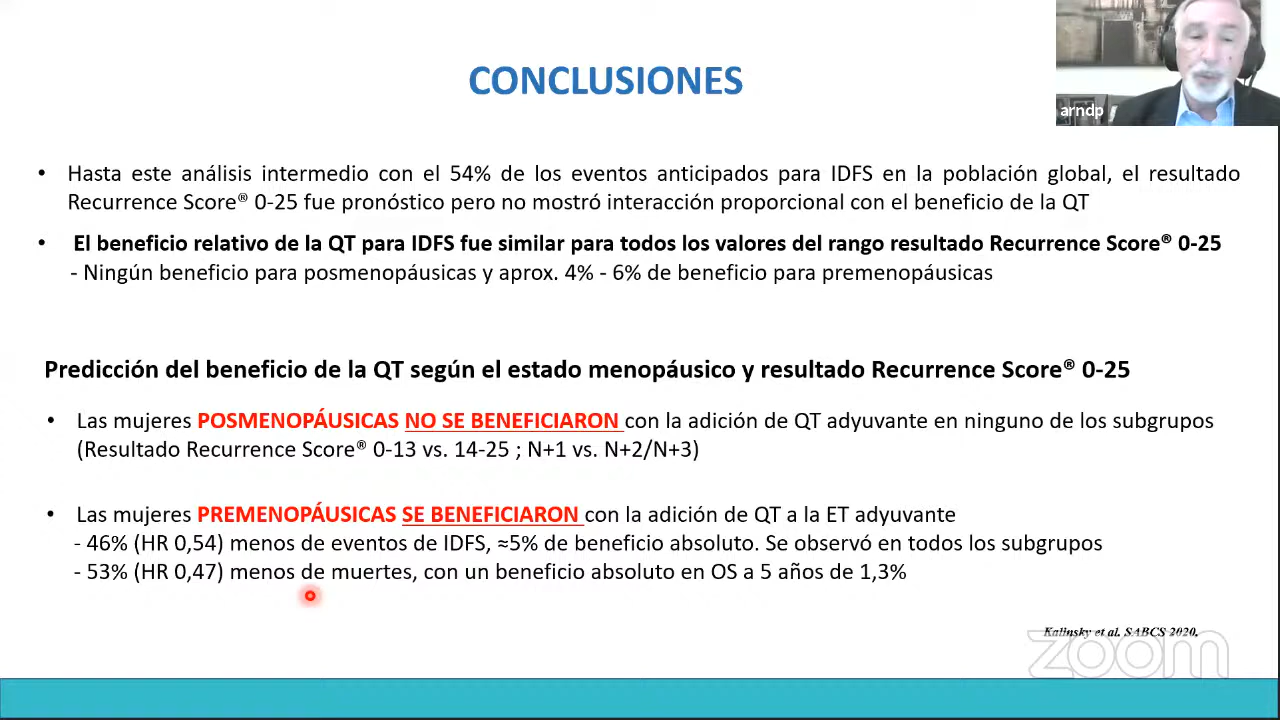 CONCLUSIONES
arndp
• Hasta este análisis intermedio con el 54% de los eventos anticipados para IDFS en la población global, el resultado
Recurrence Score® 0-25 fue pronóstico pero no mostró interacción proporcional con el beneficio de la QT
• El beneficio relativo de la QT para IDFS fue similar para todos los valores del rango resultado Recurrence Score® 0-25
- Ningún beneficio para posmenopáusicas y aprox. 4% - 6% de beneficio para premenopáusicas
Predicción del beneficio de la QT según el estado menopáusico y resultado Recurrence Score® 0-25
• Las mujeres POSMENOPÁUSICAS NO SE BENEFICIARON con la adición de QT adyuvante en ninguno de los subgrupos
(Resultado Recurrence Score® 0-13 vs. 14-25 ; N+1 vs. N+2/N+3)
• Las mujeres PREMENOPÁUSICAS SE BENEFICIARON con la adición de QT a la ET adyuvante
- 46% (HR 0,54) menos de eventos de IDFS, ≈5% de beneficio absoluto. Se observó en todos los subgrupos
- 53% (HR 0,47) menos de muertes, con un beneficio absoluto en OS a 5 años de 1,3%
Kalinsky et al. SABCS 2020.
zoom